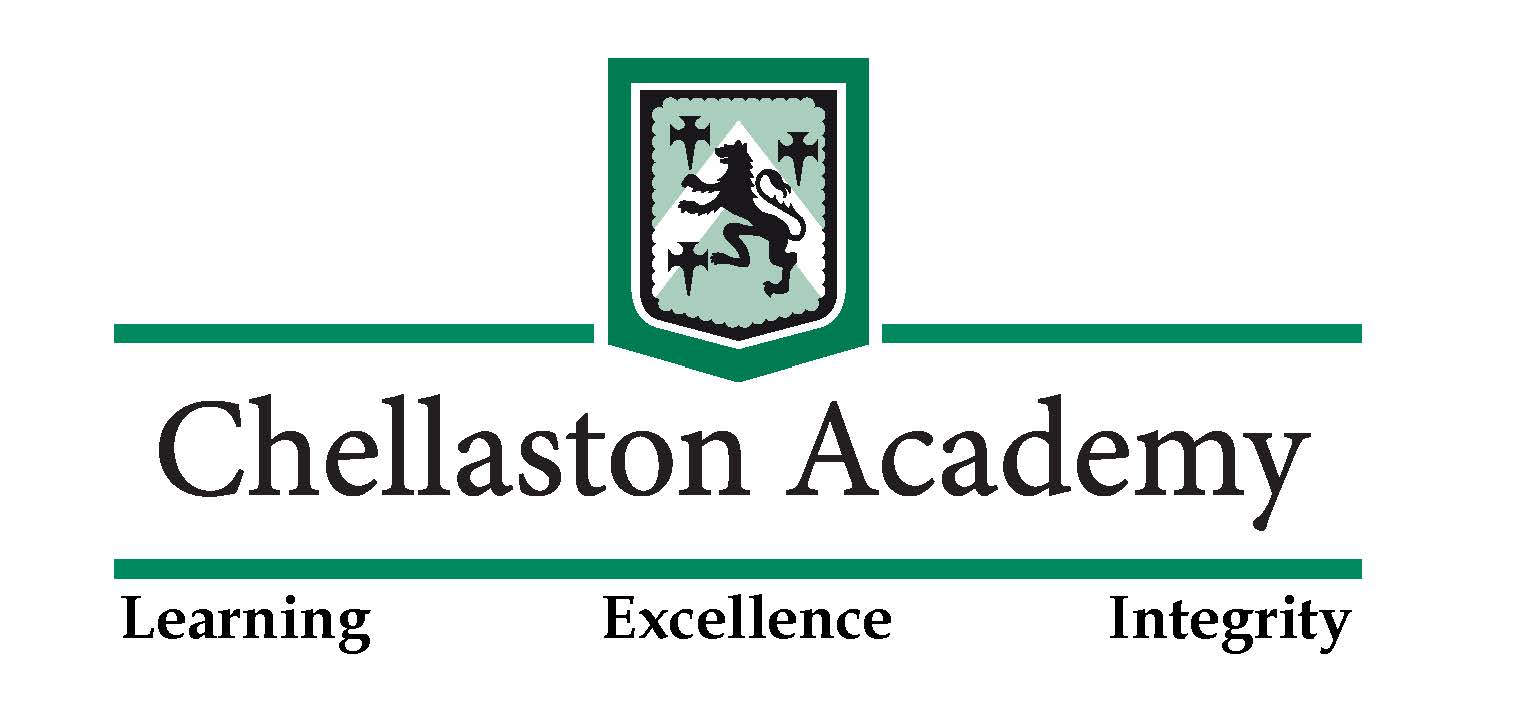 Chellaston Academy
Learning Excellence Integrity